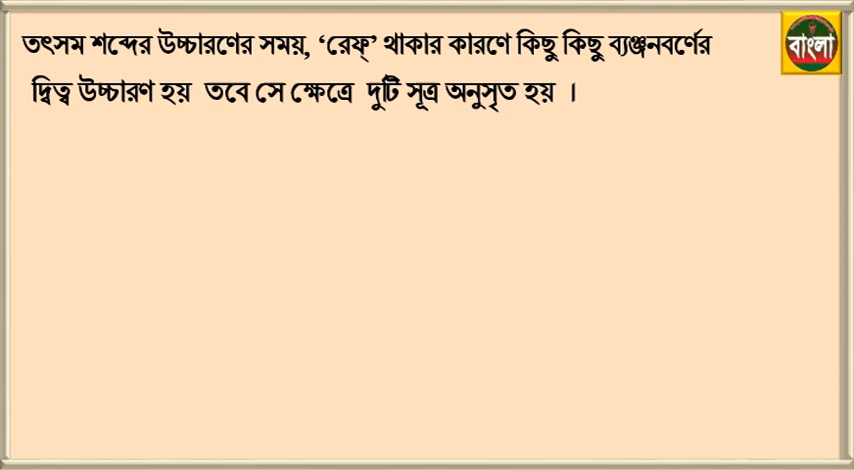 তৎসম শব্দের উচ্চারণের সময়, ‘রেফ্’ থাকার কারণে কিছু কিছু ব্যঞ্জনবর্ণের
দ্বিত্ব উচ্চারণ হয় তবে সে ক্ষেত্রে দুটি সূত্র অনুসৃত হয় ।
বাংলা